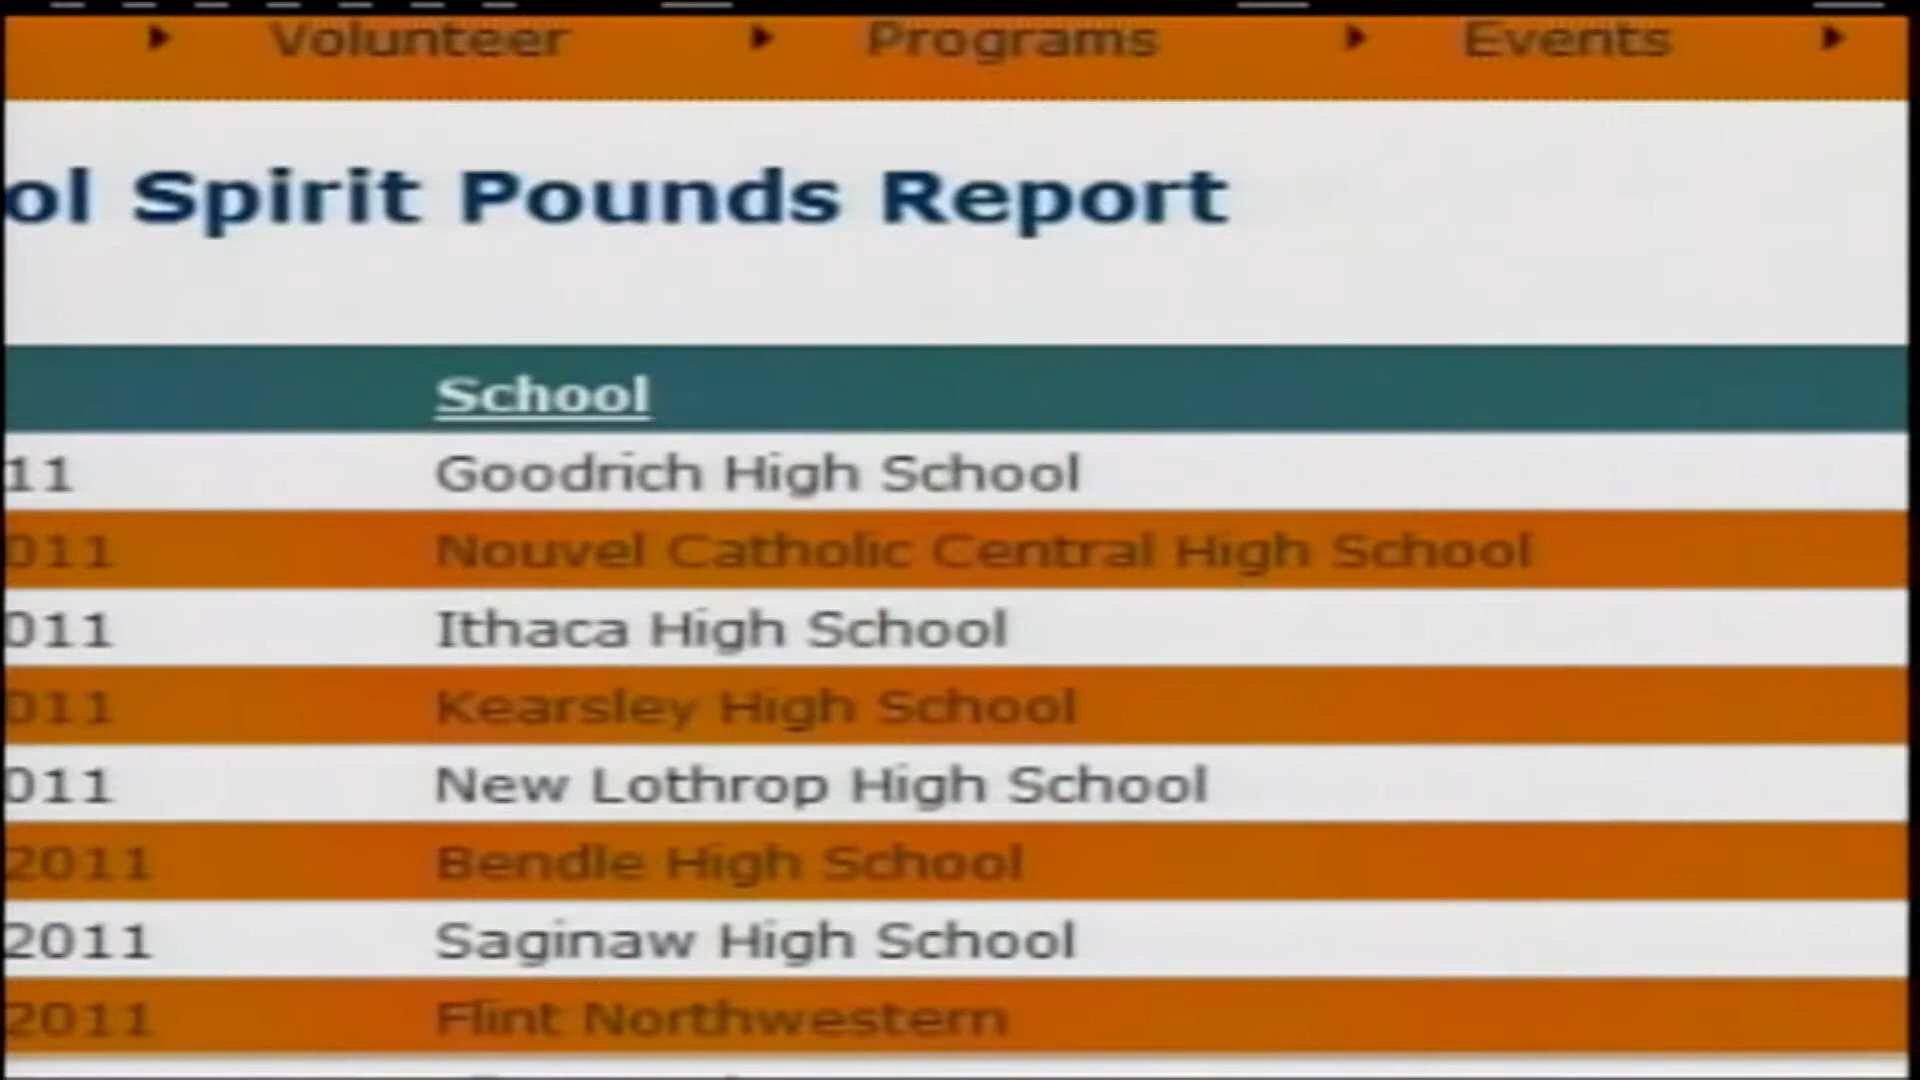 Volunteer Programs Events
ol Spirit Pounds Report
School
11 Goodrich High School
011 Nouvel Catholic Central High School
011 Ithaca High School
011 Kearsley High School
011 New Lothrop High School
2011 Bendle High School
2011 Saginaw High School
2011 Flint Northwestern